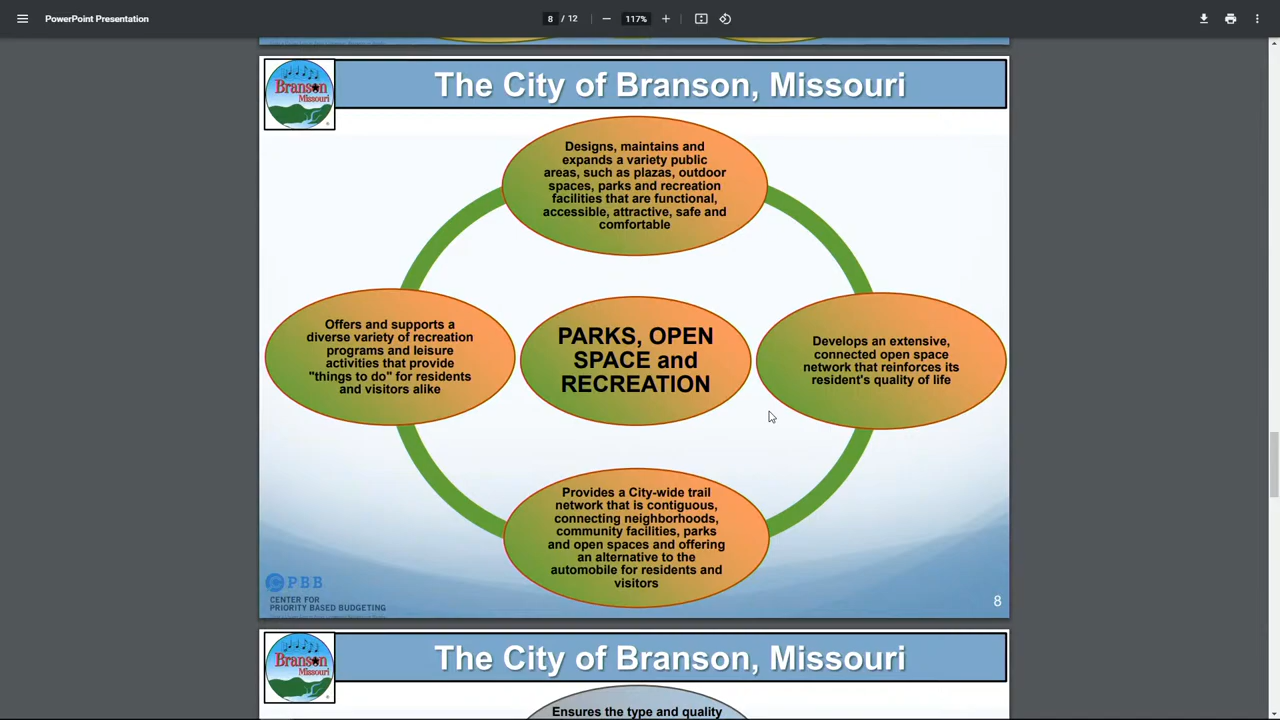 PowerPoint Presentation
8 / 12
117%
The City of Branson, Missouri
Branson
Missouri
Designs, maintains and
expands a variety public
areas, such as plazas, outdoor
spaces, parks and recreation
facilities that are functional,
accessible, attractive, safe and
comfortable
Offers and supports a
diverse variety of recreation
programs and leisure
activities that provide
"things to do" for residents
and visitors alike
PARKS, OPEN
SPACE and
RECREATION
Develops an extensive,
connected open space
network that reinforces its
resident's quality of life
Provides a City-wide trail
network that is contiguous,
connecting neighborhoods,
community facilities, parks
and open spaces and offering
an alternative to the
automobile for residents and
visitors
CPBB
CENTER FOR
PRIORITY BASED BUDGETING
8
The City of Branson, Missouri
Branson
Missouri
Ensures the type and quality